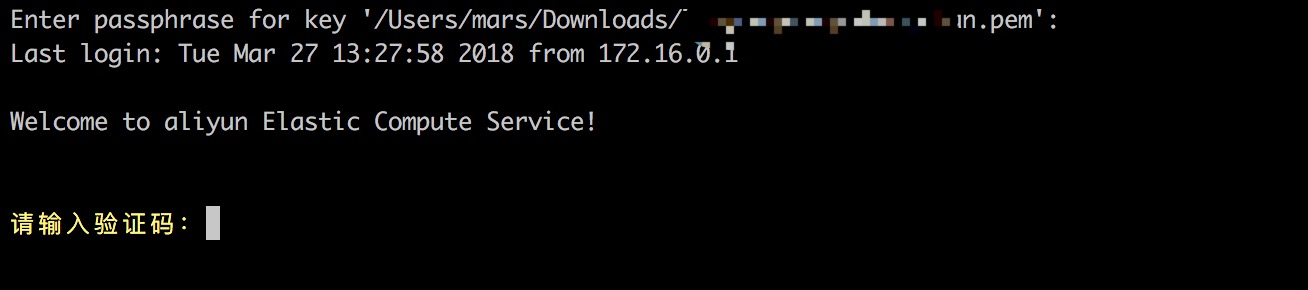 Enter passphrase for key '/Users/mars/Downloads/ un.pem':
Last login: Tue Mar 27 13:27:58 2018 from 172.16.0.1
Welcome to aliyun Elastic Compute Service!
请输入验证码：